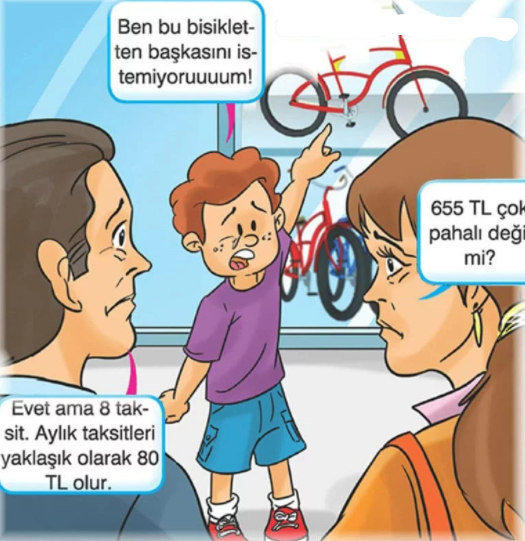 Ben bu bisiklet-
ten başkasını is-
temiyoruuuum!
655 TL çok
pahalı deği
mi?
Evet ama 8 tak-
sit. Aylık taksitleri
yaklaşık olarak 80
TL olur.